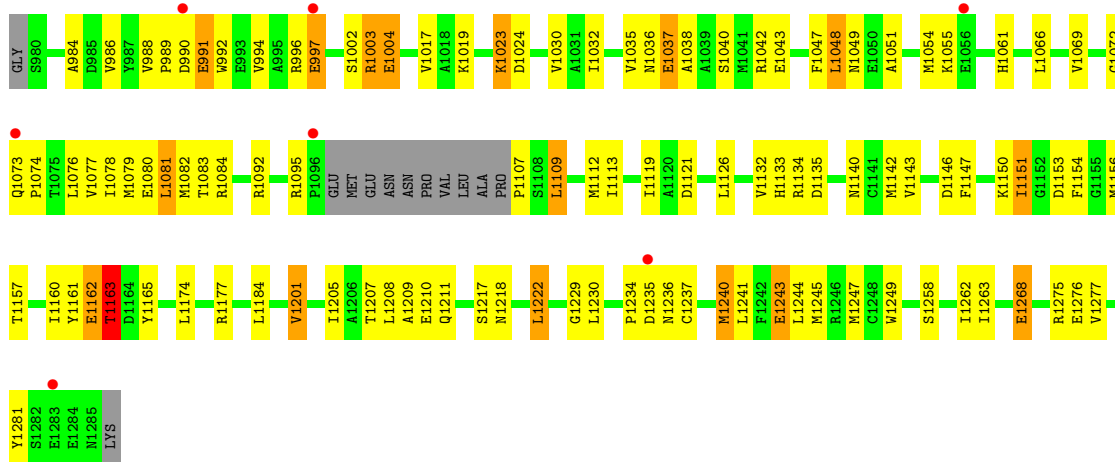 GLY S980 A984 D985 V986 Y987 V988 P989 D990 E991 W992 E993 V994 A995 R996 E997 S1002 R1003 E1004 V1017 A1018 K1019 K1023 D1024 V1030 A1031 I1032 V1035 N1036 E1037 A1038 A1039 S1040 M1041 R1042 E1043 F1047 L1048 N1049 E1050 A1051 M1054 K1055 E1056 H1061 L1066 V1069
Q1073 P1074 T1075 L1076 V1077 I1078 M1079 E1080 L1081 M1082 T1083 R1084 R1092 R1095 P1096 GLU MET GLU ASN ASN PRO VAL LEU ALA PRO P1107 S1108 L1109 M1112 I1113 I1119 A1120 D1121 L1126 V1132 H1133 R1134 D1135 N1140 C1141 M1142 V1143 D1146 F1147 K1150 I1151 G1152 D1153 F1154 G1155 M1156
T1157 I1160 Y1161 E1162 T1163 D1164 Y1165 L1174 R1177 L1184 V1201 I1205 A1206 T1207 L1208 A1209 E1210 Q1211 S1217 N1218 L1222 G1229 L1230 P1234 D1235 N1236 C1237 M1240 L1241 F1242 E1243 L1244 M1245 R1246 M1247 C1248 W1249 S1258 I1262 I1263 E1268 R1275 E1276 V1277
Y1281 S1282 E1283 E1284 N1285 LYS